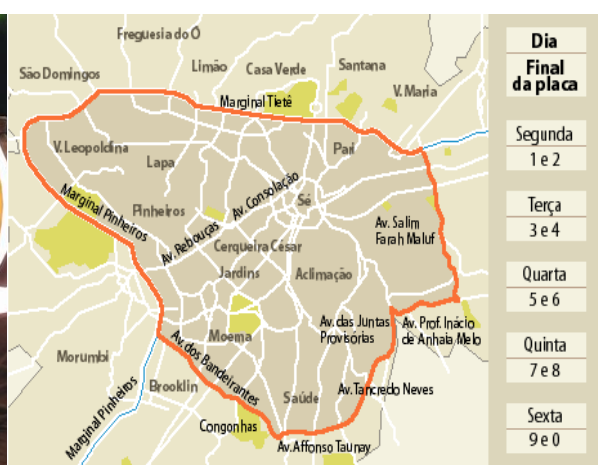 Freguesia do Ó
Limão
Casa Verde
Santana
São Domingos
V. Maria
Marginal Tietê
V. Leopoldina
Pari
Lapa
Marginal Pinheiros
Pinheiros
Av. Rebouças
Av. Consolação
Sé
Av. Salim
Farah Maluf
Cerqueira César
Jardins
Aclimação
Moema
Av. das Juntas
Provisórias
Av. Prof. Inácio
de Anhaia Melo
Av. dos Bandeirantes
Morumbi
Brooklin
Marginal Pinheiros
Saúde
Av. Tancredo Neves
Congonhas
Av. Affonso Taunay
Dia
Final
da placa
Segunda
1 e 2
Terça
3 e 4
Quarta
5 e 6
Quinta
7 e 8
Sexta
9 e 0